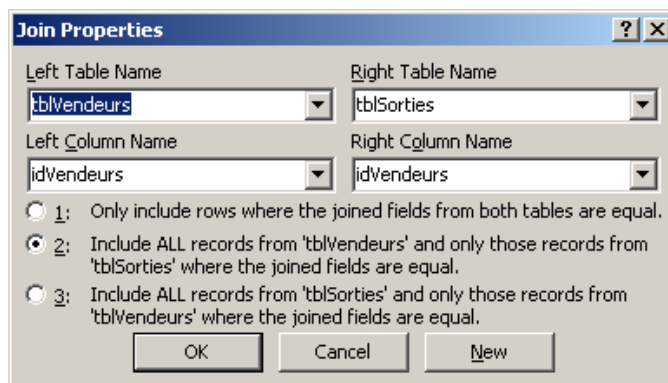 Join Properties
Left Table Name Right Table Name
tblVendeurs tblSorties
Left Column Name Right Column Name
idVendeurs idVendeurs
1: Only include rows where the joined fields from both tables are equal.
2: Include ALL records from 'tblVendeurs' and only those records from
'tblSorties' where the joined fields are equal.
3: Include ALL records from 'tblSorties' and only those records from
'tblVendeurs' where the joined fields are equal.
OK Cancel New